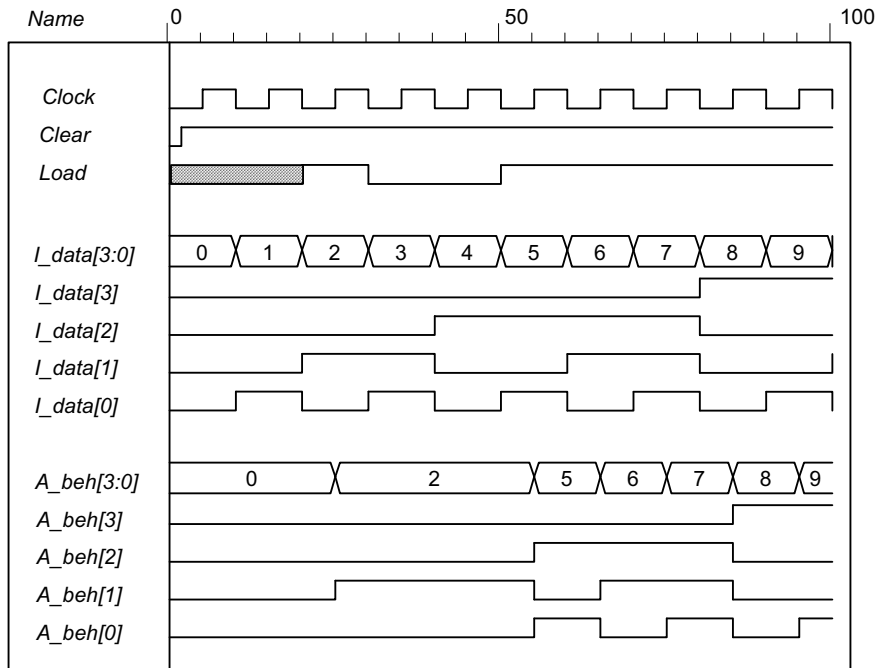 Name 0 50 100
Clock
Clear
Load
I_data[3:0] 0 1 2 3 4 5 6 7 8 9
I_data[3]
I_data[2]
I_data[1]
I_data[0]
A_beh[3:0] 0 2 5 6 7 8 9
A_beh[3]
A_beh[2]
A_beh[1]
A_beh[0]